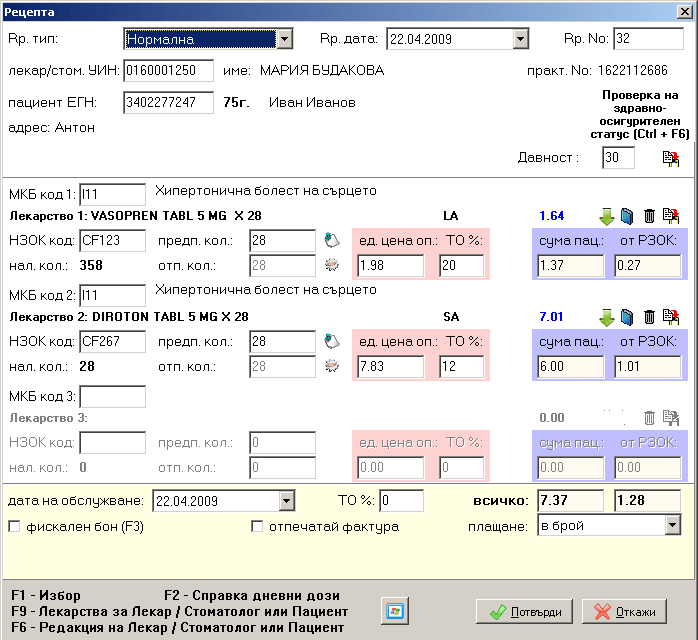 Рецепта
Rp. тип: Нормална Rp. дата: 22.04.2009 Rp. No: 32
лекар/стом. УИН: 0160001250 име: МАРИЯ БУДАКОВА практ. No: 1622112686
пациент ЕГН: 3402277247 75г. Иван Иванов
адрес: Антон
Проверка на
здравно-
осигурителен
статус (Ctrl + F6)
Давност: 30
МКБ код 1: I11 Хипертонична болест на сърцето
Лекарство 1: VASOPREN TABL 5 MG X 28 LA 1.64
НЗОК код: CF123 предп. кол.: 28 ед. цена оп.: ТО %: сума пац.: от РЗОК:
нал. кол.: 358 отп. кол.: 28 1.98 20 1.37 0.27
МКБ код 2: I11 Хипертонична болест на сърцето
Лекарство 2: DIROTON TABL 5 MG X 28 SA 7.01
НЗОК код: CF267 предп. кол.: 28 ед. цена оп.: ТО %: сума пац.: от РЗОК:
нал. кол.: 28 отп. кол.: 28 7.83 12 6.00 1.01
МКБ код 3:
Лекарство 3: 0.00
НЗОК код: предп. кол.: 0 ед. цена оп.: ТО %: сума пац.: от РЗОК:
нал. кол.: 0 отп. кол.: 0 0.00 0 0.00 0.00
дата на обслужване: 22.04.2009 ТО %: 0 всичко: 7.37 1.28
фискален бон (F3) отпечатай фактура плащане: в брой
F1 - Избор F2 - Справка дневни дози
F9 - Лекарства за Лекар / Стоматолог или Пациент
F6 - Редакция на Лекар / Стоматолог или Пациент
Потвърди Откажи